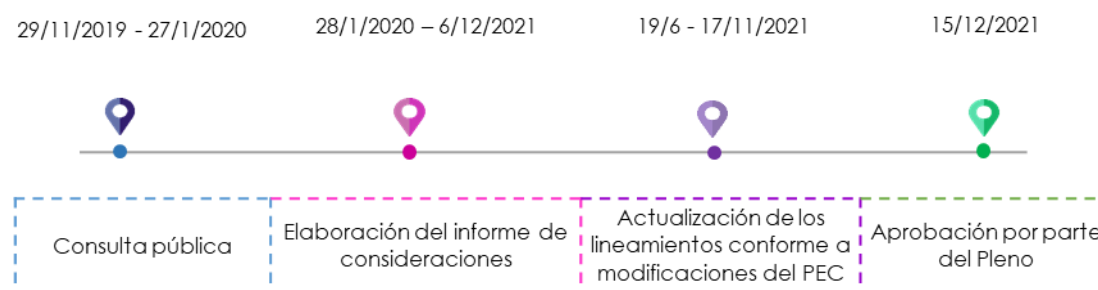 29/11/2019 - 27/1/2020
28/1/2020 – 6/12/2021
19/6 - 17/11/2021
15/12/2021
Consulta pública
Elaboración del informe de
consideraciones
Actualización de los
lineamientos conforme a
modificaciones del PEC
Aprobación por parte
del Pleno